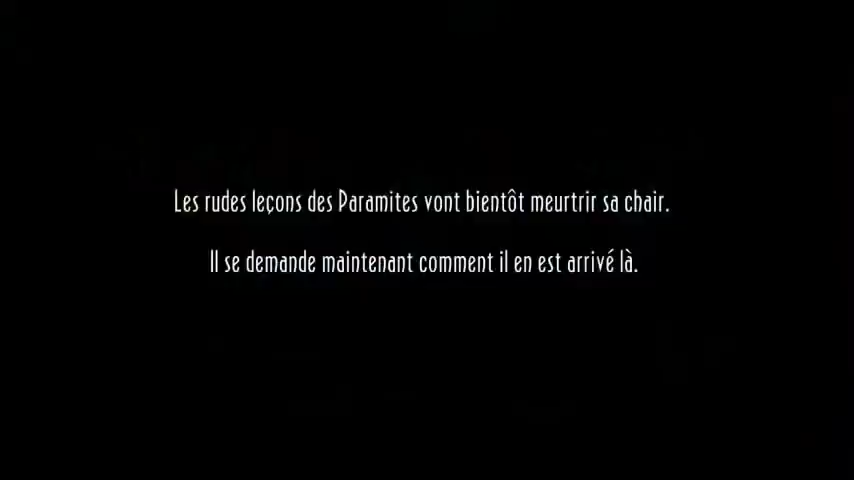 Les rudes leçons des Paramites vont bientôt meurtrir sa chair.
Il se demande maintenant comment il en est arrivé là.